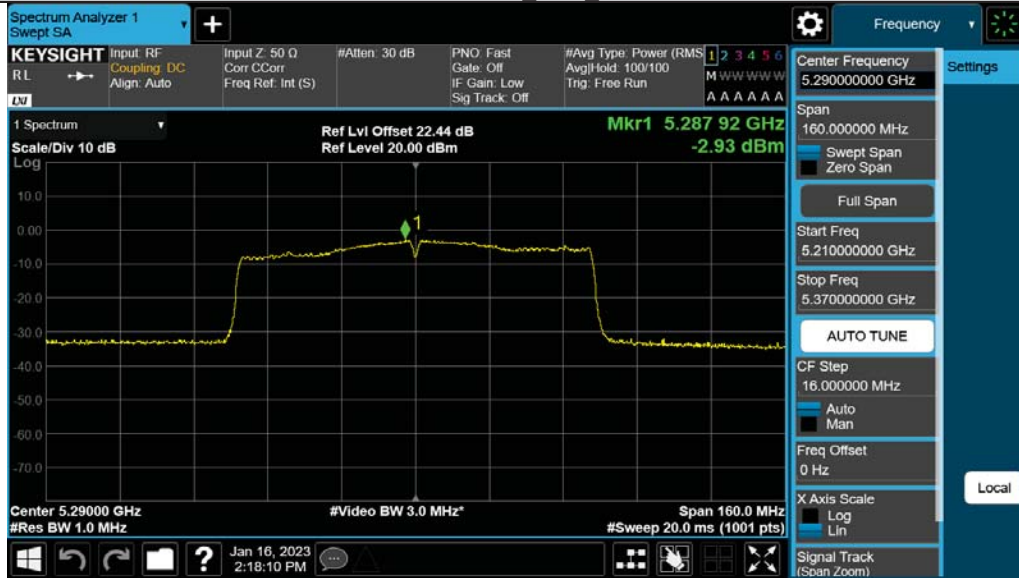 Spectrum Analyzer 1
Swept SA
+
Frequency
KEYSIGHT
RL
LXI
Input: RF
Coupling: DC
Align: Auto
Input Z: 50 Ω
Corr CCorr
Freq Ref: Int (S)
#Atten: 30 dB
PNO: Fast
Gate: Off
IF Gain: Low
Sig Track: Off
#Avg Type: Power (RMS
Avg|Hold: 100/100
Trig: Free Run
1 2 3 4 5 6
M W W W W W
A A A A A A
1 Spectrum
Scale/Div 10 dB
Ref Lvl Offset 22.44 dB
Ref Level 20.00 dBm
Mkr1 5.287 92 GHz
-2.93 dBm
Log
10.0
0.00
-10.0
-20.0
-30.0
-40.0
-50.0
-60.0
-70.0
1
Center 5.29000 GHz
#Res BW 1.0 MHz
#Video BW 3.0 MHz*
Span 160.0 MHz
#Sweep 20.0 ms (1001 pts)
?
Jan 16, 2023
2:18:10 PM
Center Frequency
5.290000000 GHz
Span
160.000000 MHz
Swept Span
Zero Span
Full Span
Start Freq
5.210000000 GHz
Stop Freq
5.370000000 GHz
AUTO TUNE
CF Step
16.000000 MHz
Auto
Man
Freq Offset
0 Hz
X Axis Scale
Log
Lin
Signal Track
(Span Zoom)
Settings
Local